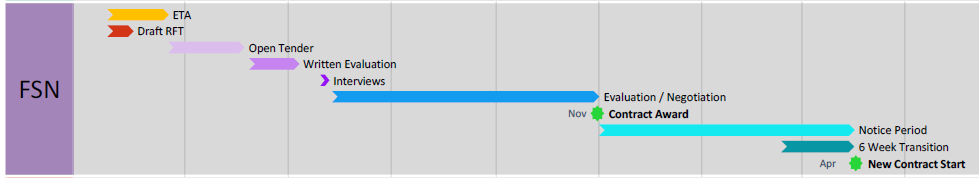 ETA
Draft RFT
Open Tender
Written Evaluation
FSN
Interviews
Evaluation / Negotiation
Nov Contract Award
Notice Period
6 Week Transition
Apr New Contract Start